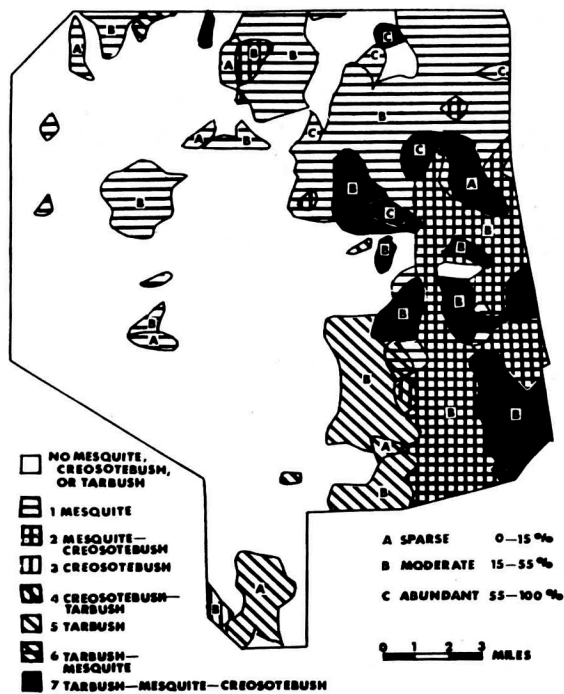 B
C
A
B
B
C
A
C
B
C
A
B
C
A
B
B
C
B
B
B
B
B
B
A
B
B
B
A
B
A
B
NO MESQUITE,
CREOSOTEBUSH,
OR TARBUSH
1 MESQUITE
2 MESQUITE—
CREOSOTEBUSH
3 CREOSOTEBUSH
4 CREOSOTEBUSH—
TARBUSH
5 TARBUSH
6 TARBUSH—
MESQUITE
7 TARBUSH—MESQUITE—CREOSOTEBUSH
A SPARSE 0—15%
B MODERATE 15—55%
C ABUNDANT 55—100%
0 1 2 3
MILES